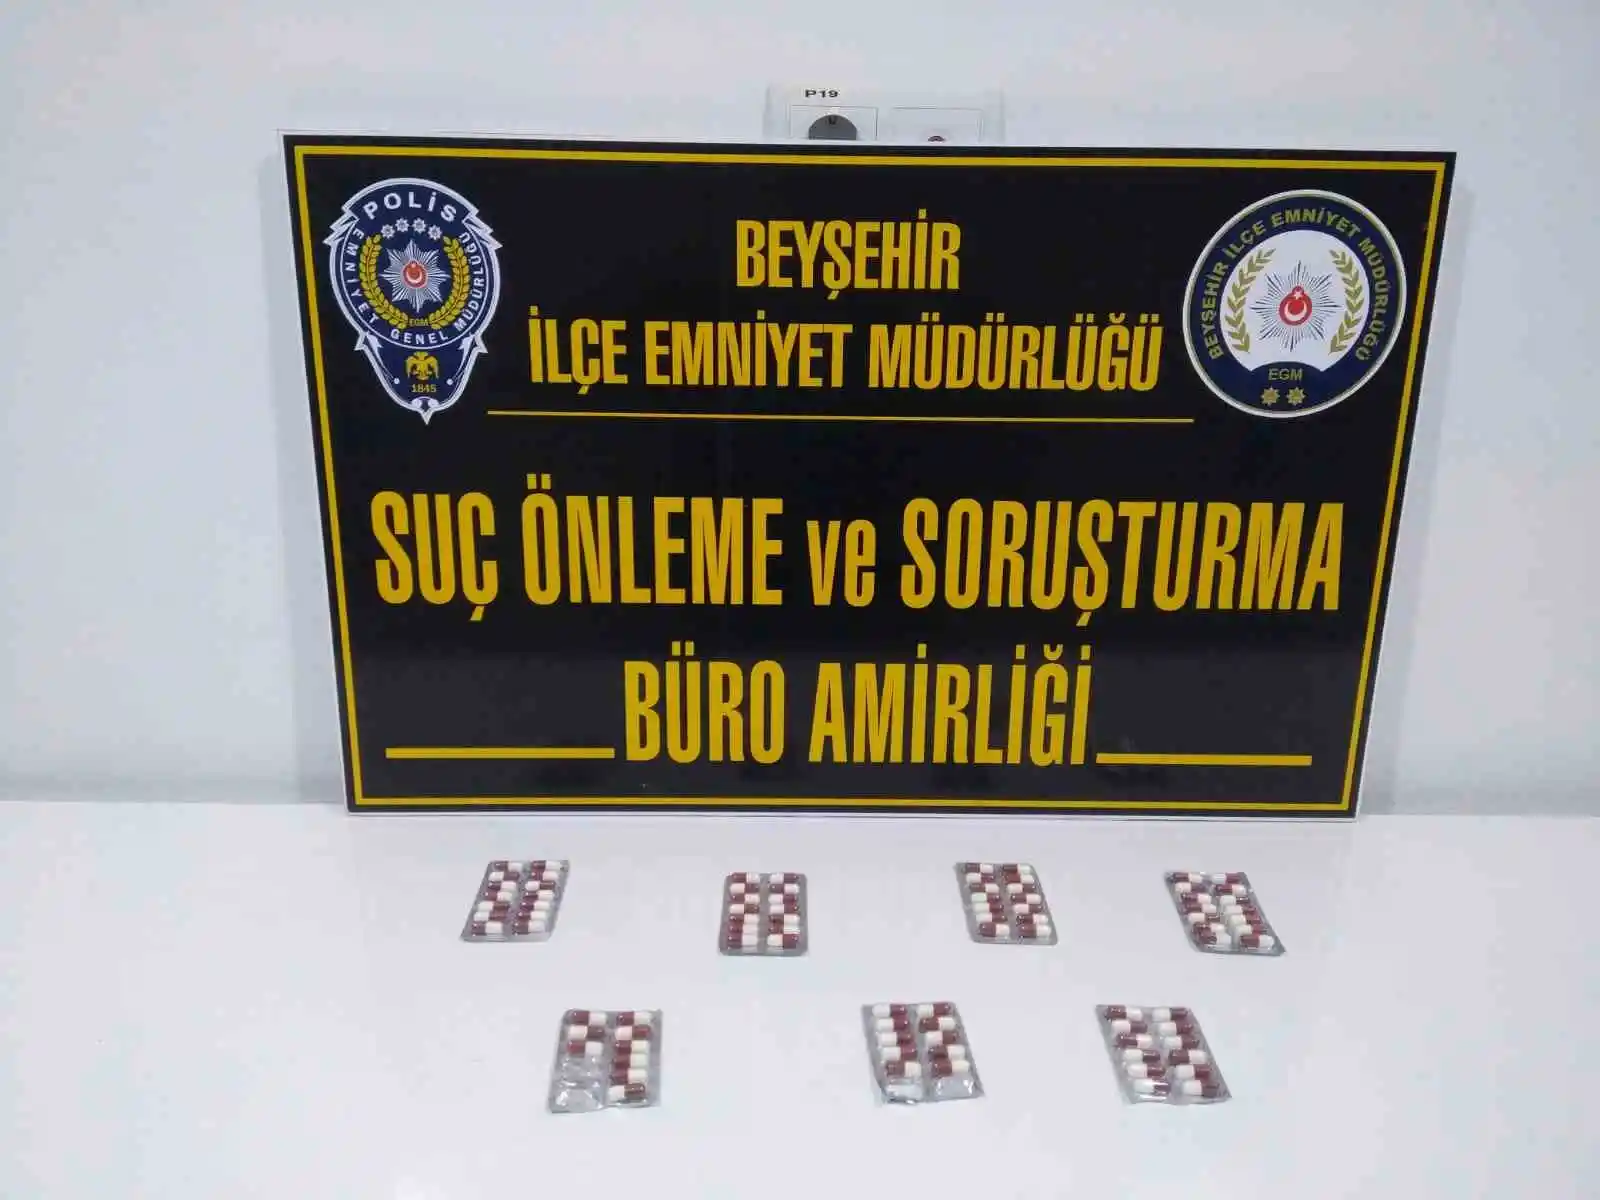 P19
POLİS
EMNİYET GENEL MÜDÜRLÜĞÜ
EGM
1845
BEYŞEHİR
İLÇE EMNİYET MÜDÜRLÜĞÜ
BEYŞEHİR İLÇE EMNİYET MÜDÜRLÜĞÜ
EGM
SUÇ ÖNLEME ve SORUŞTURMA
BÜRO AMİRLİĞİ